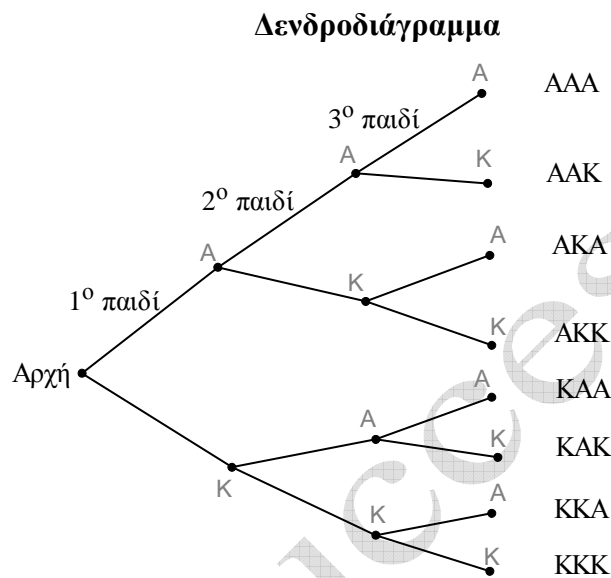 Δενδροδιάγραμμα
Α ΑΑΑ
3ο παιδί
Α Κ ΑΑΚ
2ο παιδί
Α Α ΑΚΑ
Κ
1ο παιδί
Κ ΑΚΚ
Αρχή
Α ΚΑΑ
Α
Κ ΚΑΚ
Κ
Α ΚΚΑ
Κ
Κ ΚΚΚ